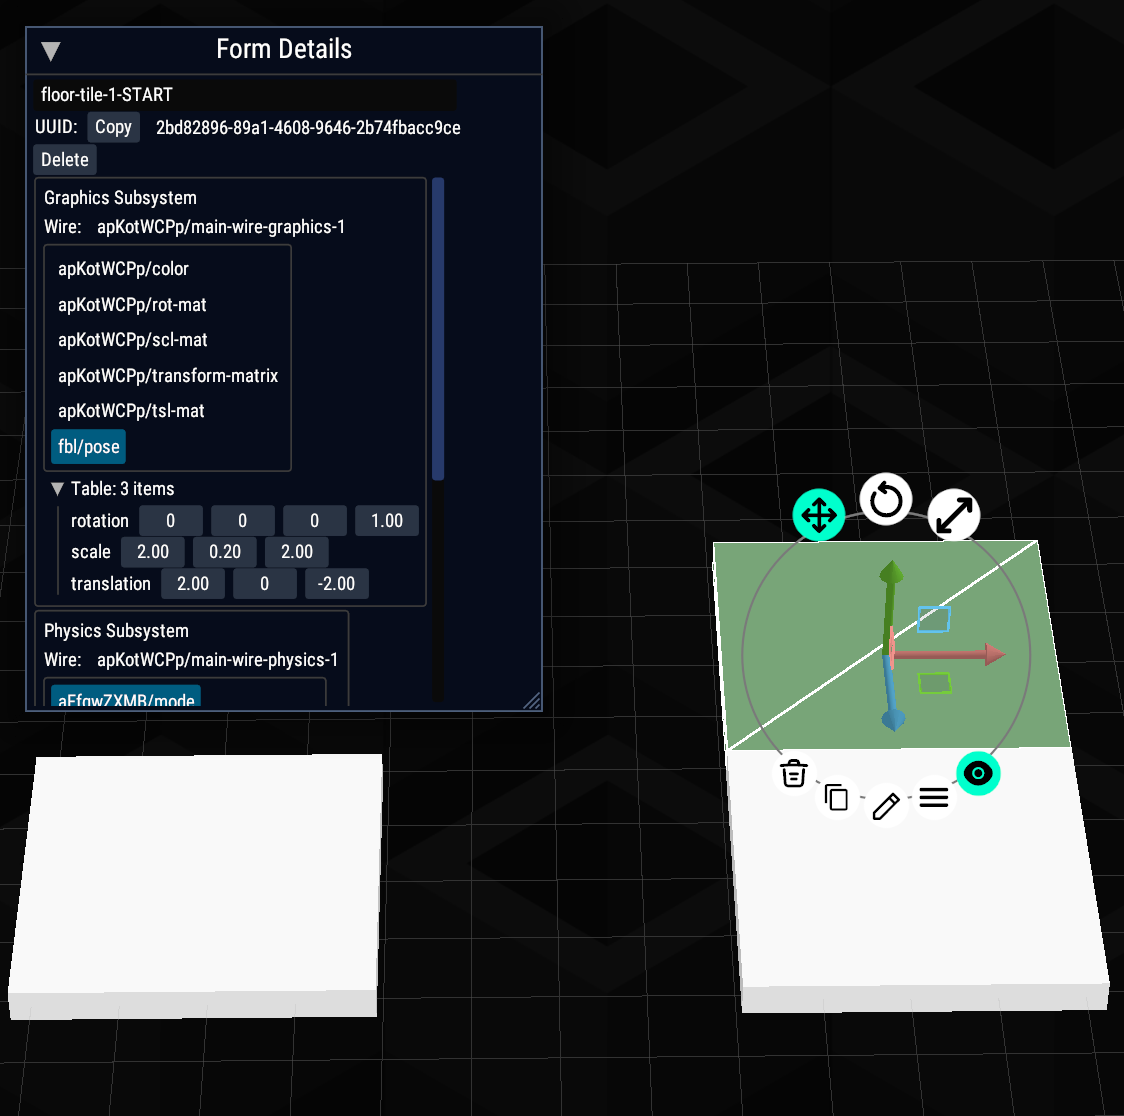 Form Details
floor-tile-1-START
UUID: Copy 2bd82896-89a1-4608-9646-2b74fbacc9ce
Delete
Graphics Subsystem
Wire: apKotWCPp/main-wire-graphics-1
apKotWCPp/color
apKotWCPp/rot-mat
apKotWCPp/scl-mat
apKotWCPp/transform-matrix
apKotWCPp/tsl-mat
fbl/pose
Table: 3 items
rotation 0 0 0 1.00
scale 2.00 0.20 2.00
translation 2.00 0 -2.00
Physics Subsystem
Wire: apKotWCPp/main-wire-physics-1
aEfqwZXMB/mode